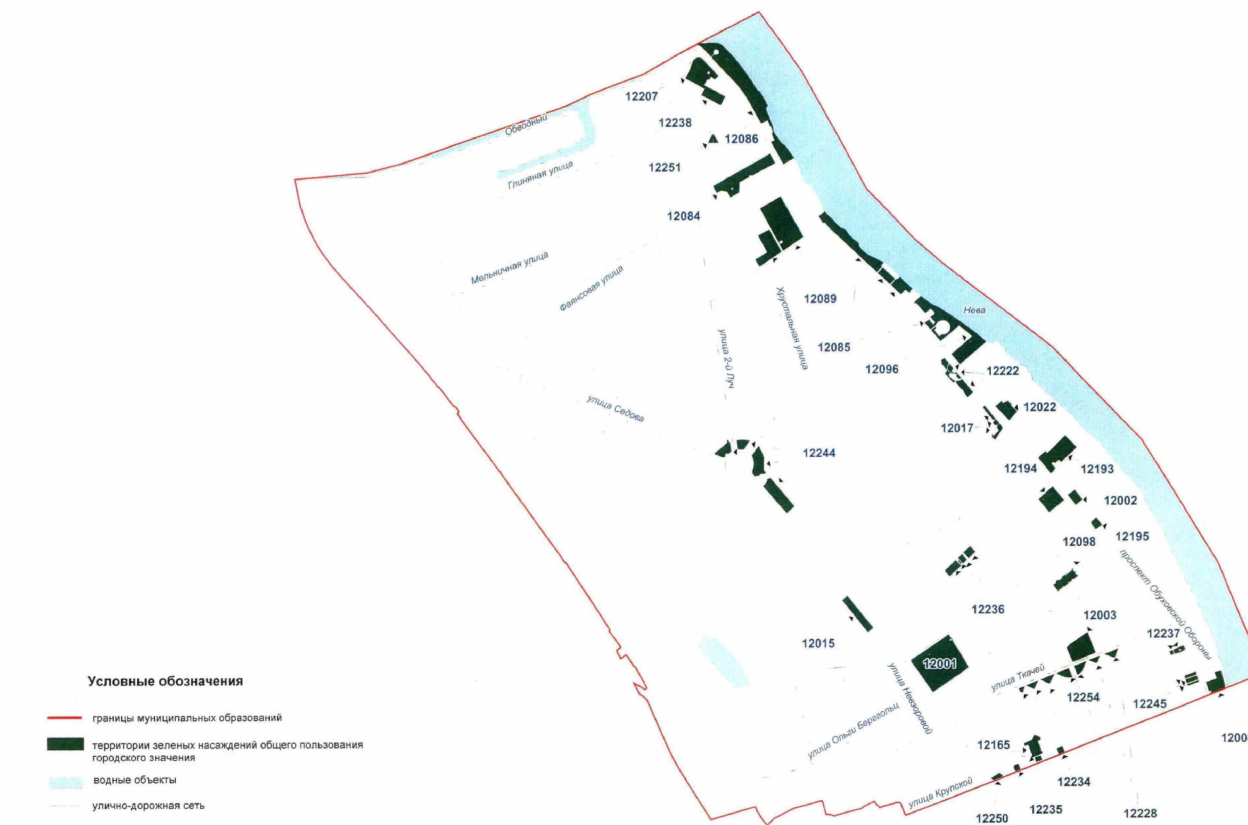 12207
Обводный
12238
12086
Глиняная улица
12251
12084
Мельничная улица
Фаянсовая улица
Хрустальная улица
12089
Нева
улица 2-й Луч
12085
12096
12222
улица Седова
12022
12017
12244
12194
12193
12002
12195
12098
проспект Обуховской Обороны
12236
12003
12237
12015
12001
улица Невзоровой
улица Ткачей
12254
12245
улица Ольги Берггольц
12165
1200
12234
улица Крупской
12235
12228
12250
Условные обозначения
границы муниципальных образований
территории зеленых насаждений общего пользования
городского значения
водные объекты
улично-дорожная сеть